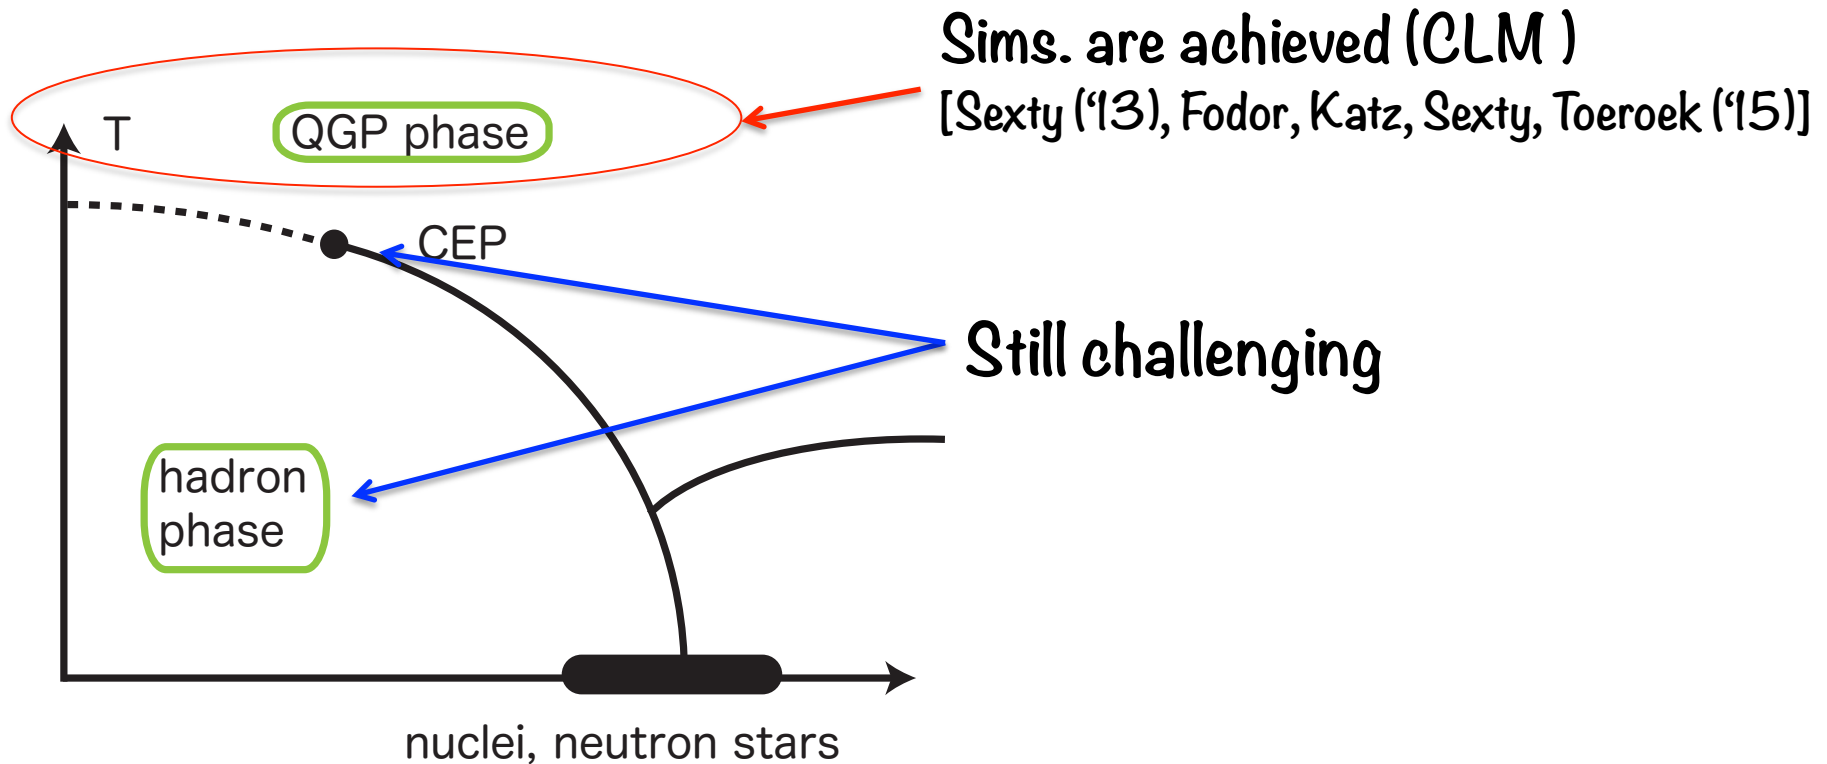 Sims. are achieved (CLM )
[Sexty (‘13), Fodor, Katz, Sexty, Toeroek (‘15)]
T
QGP phase
CEP
Still challenging
hadron
phase
nuclei, neutron stars